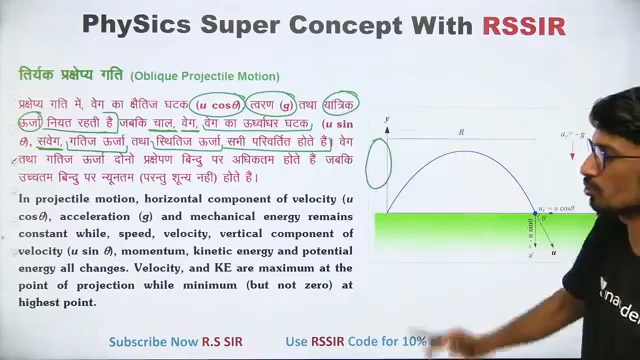 PhySics Super Concept With RSSIR
तिर्यक प्रक्षेप्य गति (Oblique Projectile Motion)
प्रक्षेप्य गति में, वेग का क्षैतिज घटक (u cosθ), त्वरण (g) तथा यांत्रिक
ऊर्जा नियत रहती है जबकि चाल, वेग, वेग का ऊर्ध्वाधर घटक (u sin
θ), संवेग, गतिज ऊर्जा तथा स्थितिज ऊर्जा सभी परिवर्तित होते हैं। वेग
तथा गतिज ऊर्जा दोनों प्रक्षेपण बिन्दु पर अधिकतम होते हैं जबकि
उच्चतम बिन्दु पर न्यूनतम (परन्तु शून्य नहीं) होते हैं।
In projectile motion, horizontal component of velocity (u
cosθ), acceleration (g) and mechanical energy remains
constant while, speed, velocity, vertical component of
velocity (u sin θ), momentum, kinetic energy and potential
energy all changes. Velocity, and KE are maximum at the
point of projection while minimum (but not zero) at
highest point.
y
R
θ
u
Subscribe Now R.S SIR
Use RSSIR Code for 10%